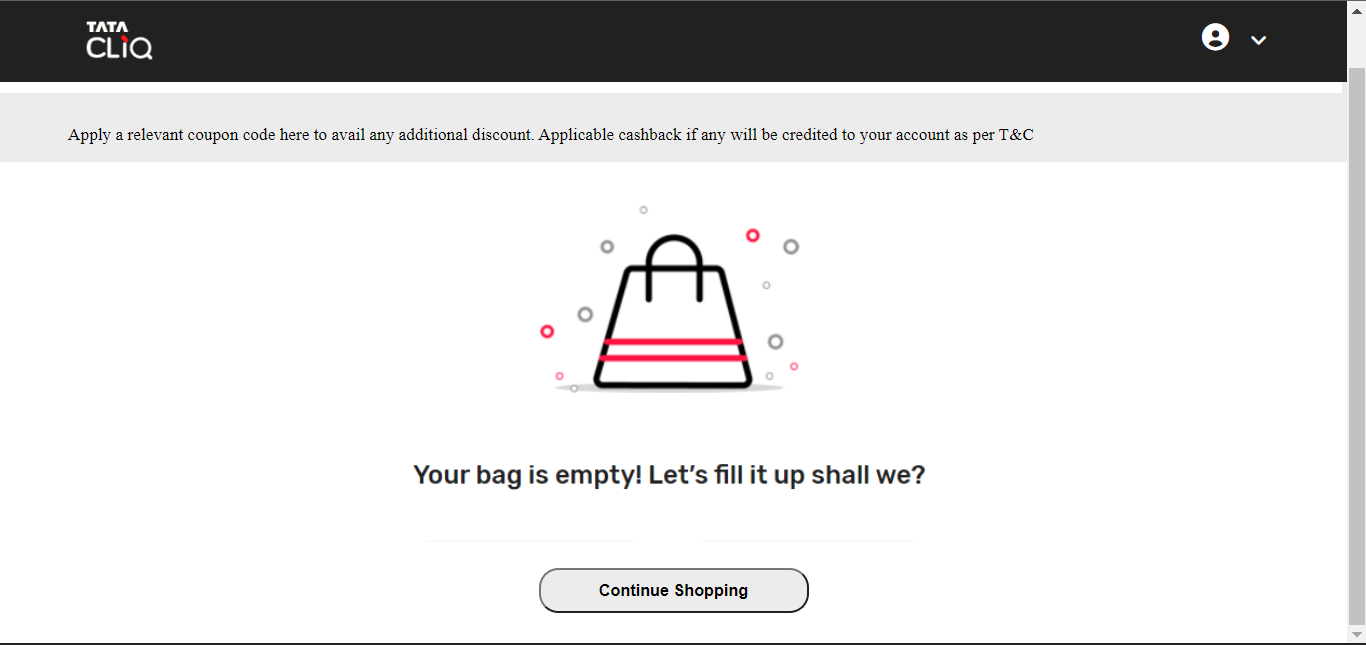 TATA
CLiQ
Apply a relevant coupon code here to avail any additional discount. Applicable cashback if any will be credited to your account as per T&C
Your bag is empty! Let’s fill it up shall we?
Continue Shopping